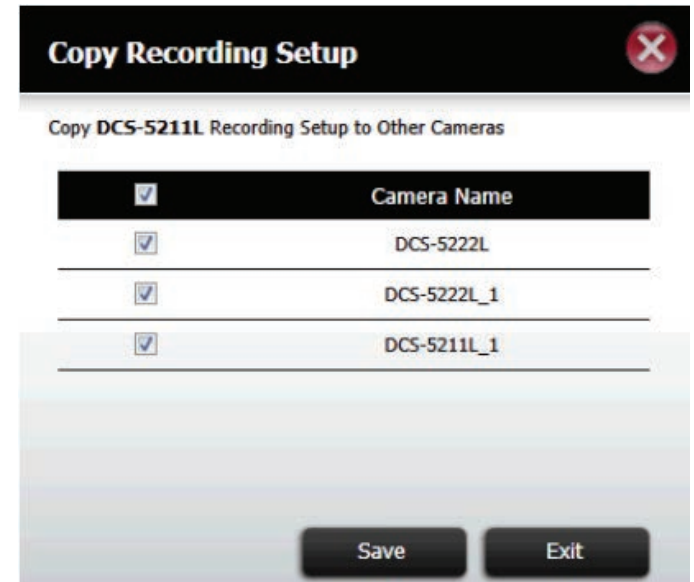 Copy Recording Setup
Copy DCS-5211L Recording Setup to Other Cameras
Camera Name
DCS-5222L
DCS-5222L_1
DCS-5211L_1
Save Exit